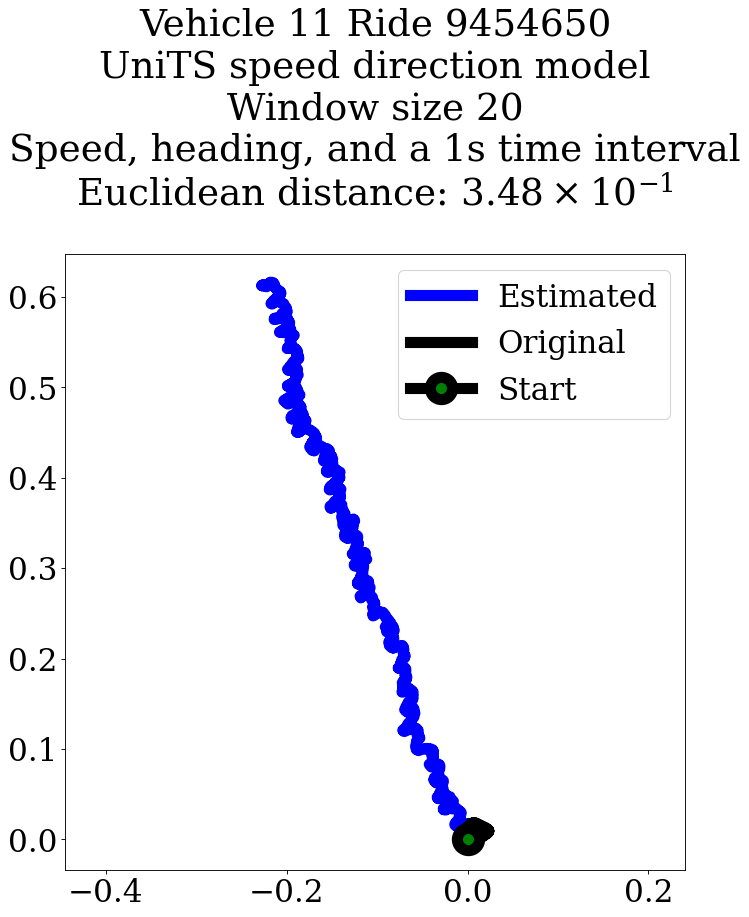 Vehicle 11 Ride 9454650
UniTS speed direction model
Window size 20
Speed, heading, and a 1s time interval
Euclidean distance: 3.48 × 10⁻¹
Estimated
Original
Start
0.6
0.5
0.4
0.3
0.2
0.1
0.0
−0.4
−0.2
0.0
0.2